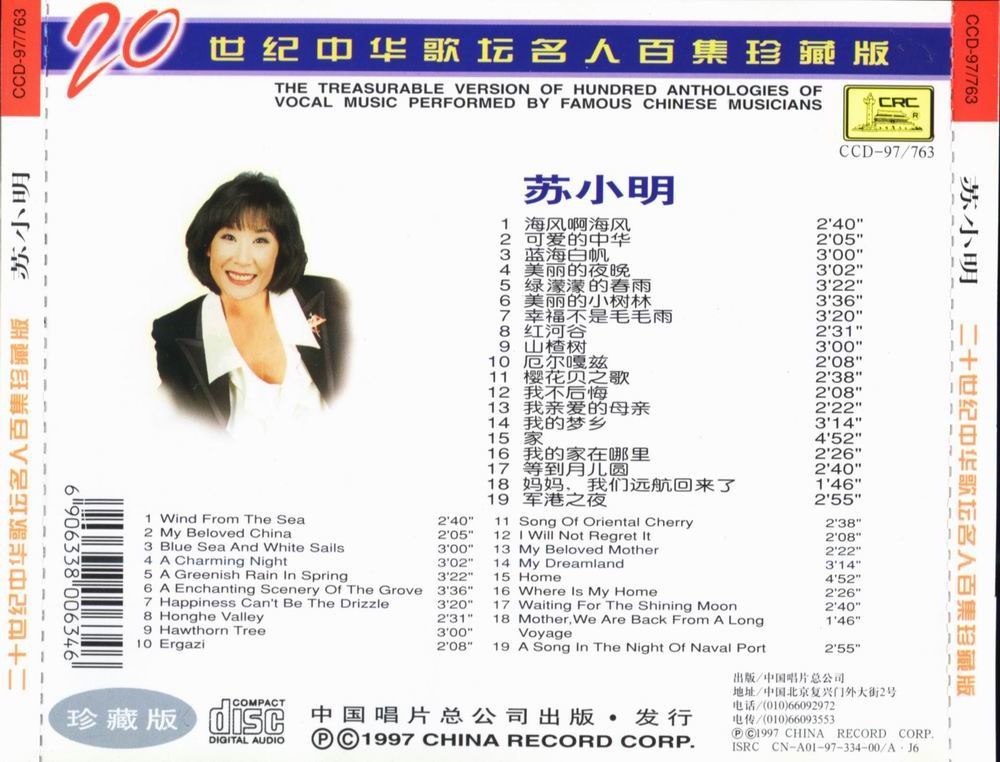 CCD-97/763
20 世纪中华歌坛名人百集珍藏版
THE TREASURABLE VERSION OF HUNDRED ANTHOLOGIES OF
VOCAL MUSIC PERFORMED BY FAMOUS CHINESE MUSICIANS
CRC
R
CCD-97/763
苏小明
1 海风啊海风 2'40"
2 可爱的中华 2'05"
3 蓝海白帆 3'00"
4 美丽的夜晚 3'02"
5 绿濛濛的春雨 3'22"
6 美丽的小树林 3'36"
7 幸福不是毛毛雨 3'20"
8 红河谷 2'31"
9 山楂树 3'00"
10 厄尔嘎兹 2'08"
11 樱花贝之歌 2'38"
12 我不后悔 2'08"
13 我亲爱的母亲 2'22"
14 我的梦乡 3'14"
15 家 4'52"
16 我的家在哪里 2'26"
17 等到月儿圆 2'40"
18 妈妈，我们远航回来了 1'46"
19 军港之夜 2'55"
1 Wind From The Sea 2'40"
2 My Beloved China 2'05"
3 Blue Sea And White Sails 3'00"
4 A Charming Night 3'02"
5 A Greenish Rain In Spring 3'22"
6 A Enchanting Scenery Of The Grove 3'36"
7 Happiness Can't Be The Drizzle 3'20"
8 Honghe Valley 2'31"
9 Hawthorn Tree 3'00"
10 Ergazi 2'08"
11 Song Of Oriental Cherry 2'38"
12 I Will Not Regret It 2'08"
13 My Beloved Mother 2'22"
14 My Dreamland 3'14"
15 Home 4'52"
16 Where Is My Home 2'26"
17 Waiting For The Shining Moon 2'40"
18 Mother,We Are Back From A Long 1'46"
Voyage
19 A Song In The Night Of Naval Port 2'55"
6 906338 006346
珍藏版
COMPACT
disc
DIGITAL AUDIO
中国唱片总公司出版·发行
ⓅⒸ1997 CHINA RECORD CORP.
出版/中国唱片总公司
地址/中国北京复兴门外大街2号
电话/(010)66092972
电传/(010)66093553
ⓅⒸ1997 CHINA RECORD CORP.
ISRC CN-A01-97-334-00/A·J6
苏小明
二十世纪中华歌坛名人百集珍藏版
CCD-97/763
苏小明
二十世纪中华歌坛名人百集珍藏版